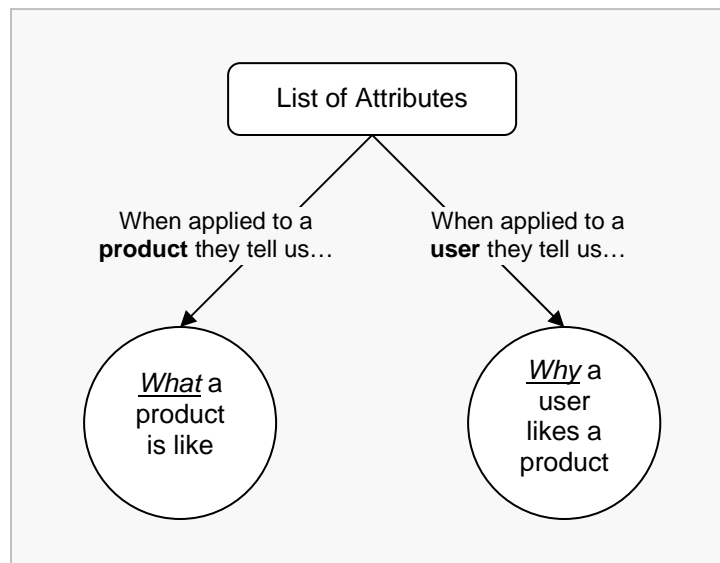 List of Attributes
When applied to a
product they tell us…
When applied to a
user they tell us…
What a
product
is like
Why a
user
likes a
product